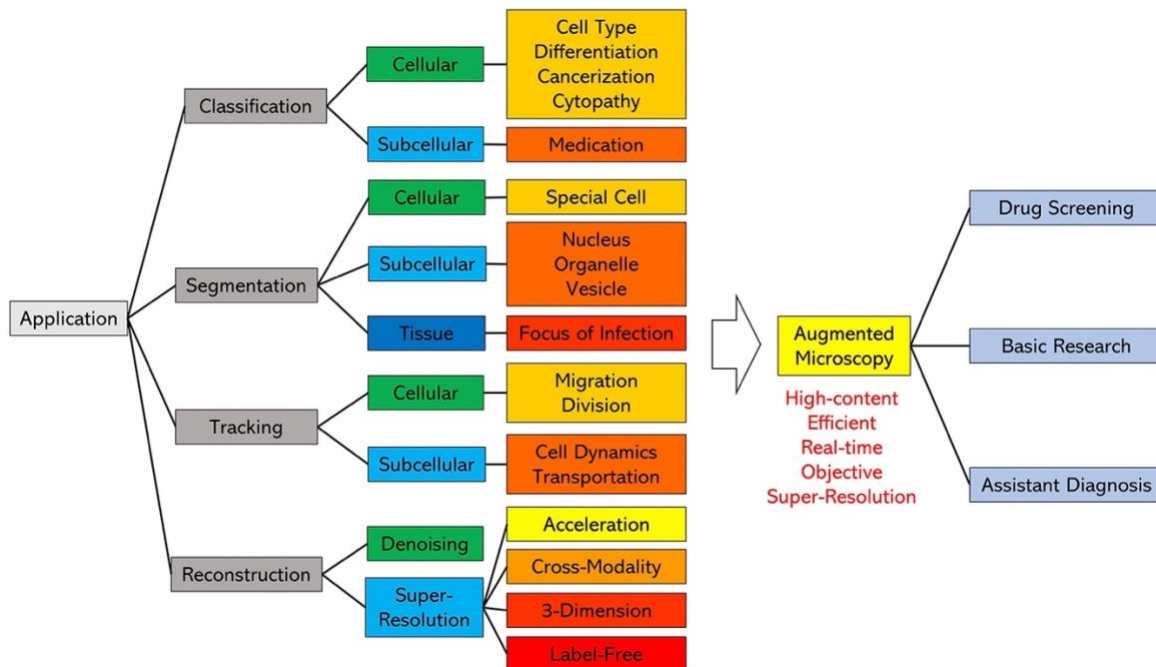 Application
Classification
Cellular
Cell Type
Differentiation
Cancerization
Cytopathy
Subcellular
Medication
Segmentation
Cellular
Special Cell
Subcellular
Nucleus
Organelle
Vesicle
Tissue
Focus of Infection
Tracking
Cellular
Migration
Division
Subcellular
Cell Dynamics
Transportation
Reconstruction
Denoising
Super-
Resolution
Acceleration
Cross-Modality
3-Dimension
Label-Free
Augmented
Microscopy
High-content
Efficient
Real-time
Objective
Super-Resolution
Drug Screening
Basic Research
Assistant Diagnosis